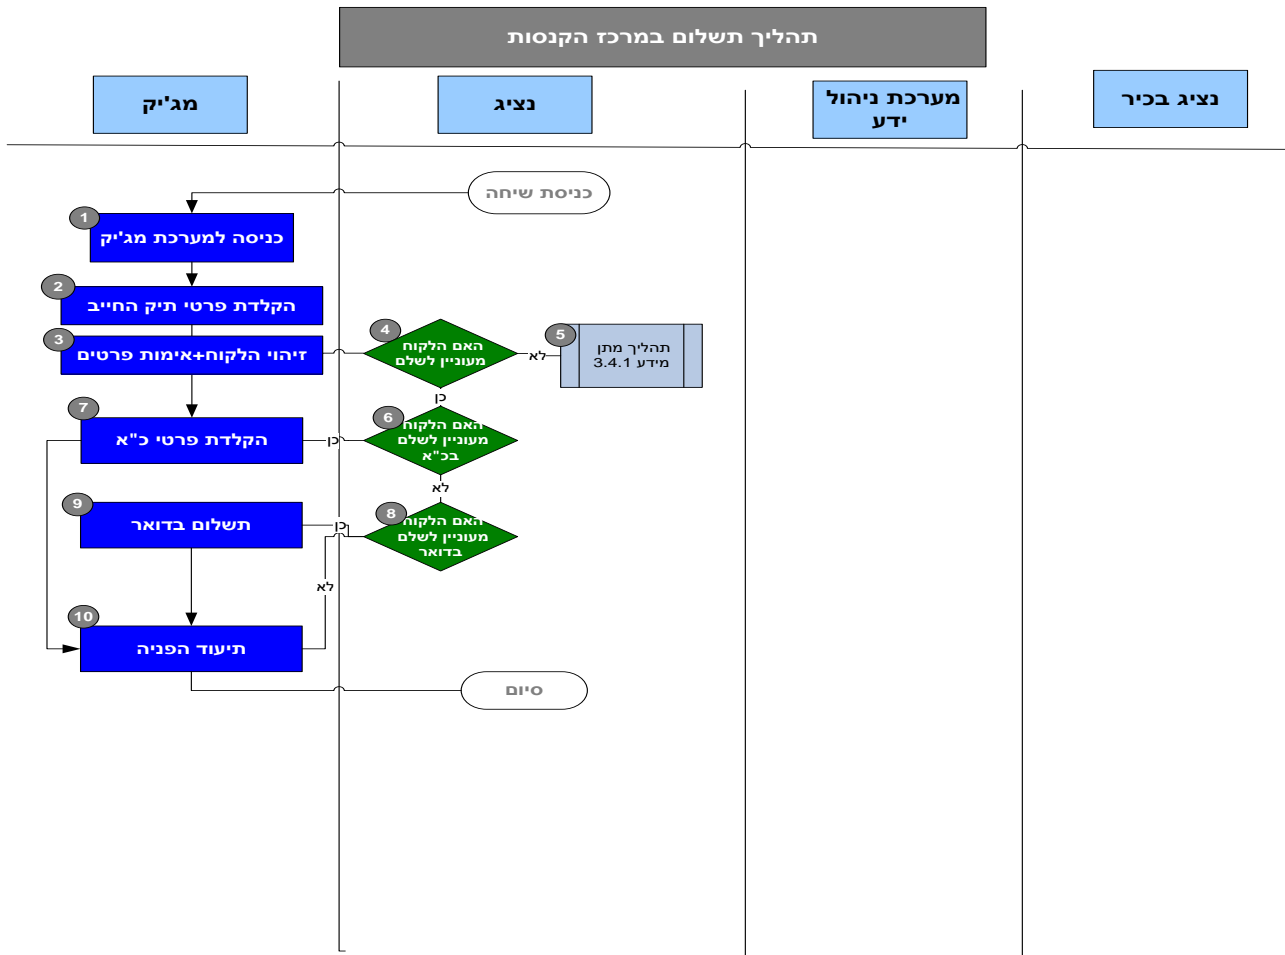 תהליך תשלום במרכז הקנסות
נציג בכיר
מערכת ניהול
ידע
נציג
מג'יק
כניסת שיחה
1
כניסה למערכת מג'יק
2
הקלדת פרטי תיק החייב
3
זיהוי הלקוח+אימות פרטים
4
האם הלקוח
מעוניין לשלם
לא
5
תהליך מתן
מידע 3.4.1
כן
6
האם הלקוח
מעוניין לשלם
בכ"א
כן
7
הקלדת פרטי כ"א
לא
8
האם הלקוח
מעוניין לשלם
בדואר
כן
9
תשלום בדואר
לא
10
תיעוד הפניה
סיום